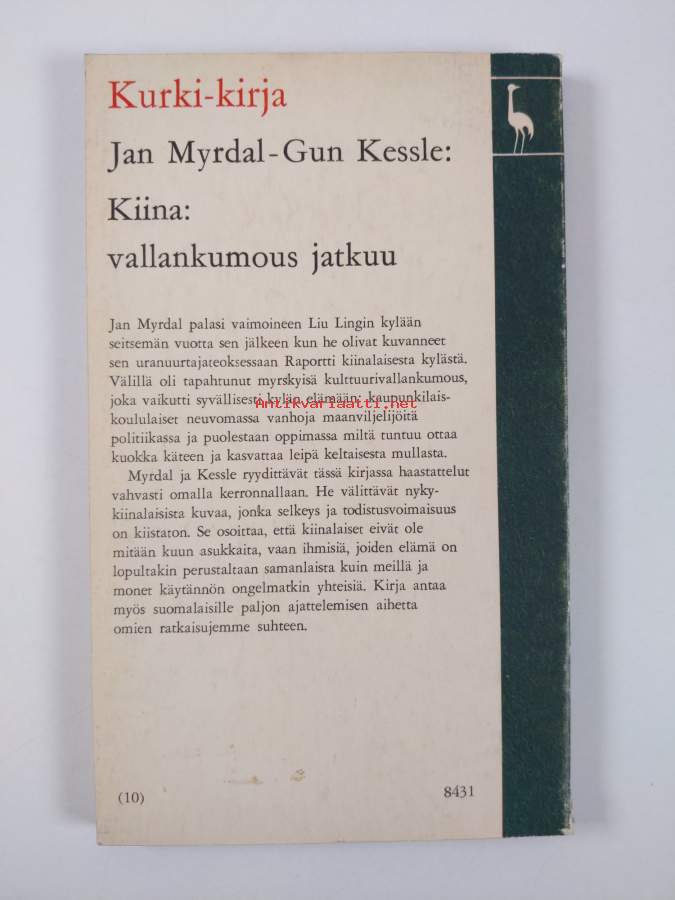 Kurki-kirja
Jan Myrdal-Gun Kessle:
Kiina:
vallankumous jatkuu
Jan Myrdal palasi vaimoineen Liu Lingin kylään
seitsemän vuotta sen jälkeen kun he olivat kuvanneet
sen uranuurtajateoksessaan Raportti kiinalaisesta kylästä.
Välillä oli tapahtunut myrskyisä kulttuurivallankumous,
joka vaikutti syvällisesti kylän elämään: kaupunkilais-
Antikvariaatti.net
koululaiset neuvomassa vanhoja maanviljelijöitä
politiikassa ja puolestaan oppimassa miltä tuntuu ottaa
kuokka käteen ja kasvattaa leipä keltaisesta mullasta.
Myrdal ja Kessle ryydittävät tässä kirjassa haastattelut
vahvasti omalla kerronnallaan. He välittävät nyky-
kiinalaisista kuvaa, jonka selkeys ja todistusvoimaisuus
on kiistaton. Se osoittaa, että kiinalaiset eivät ole
mitään kuun asukkaita, vaan ihmisiä, joiden elämä on
lopultakin perustaltaan samanlaista kuin meillä ja
monet käytännön ongelmatkin yhteisiä. Kirja antaa
myös suomalaisille paljon ajattelemisen aihetta
omien ratkaisujemme suhteen.
(10)
8431